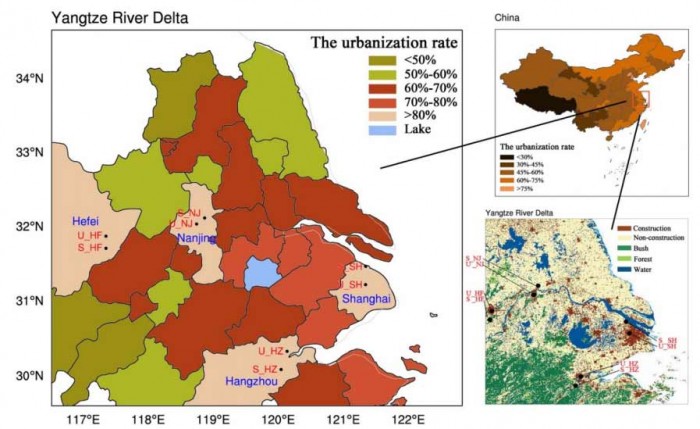 Yangtze River Delta
The urbanization rate
<50%
50%-60%
60%-70%
70%-80%
>80%
Lake
34°N
33°N
32°N
31°N
30°N
117°E
118°E
119°E
120°E
121°E
122°E
Hefei
U_HF
S_HF
S_NJ
U_NJ
Nanjing
_SH
_SH
Shanghai
U_HZ
S_HZ
Hangzhou
China
The urbanization rate
<30%
30%-45%
45%-60%
60%-75%
>75%
Yangtze River Delta
Construction
Non-construction
Bush
Forest
Water
S_NJ
U_NJ
U_HF
S_HF
S_SH
U_SH
U_HZ
S_HZ